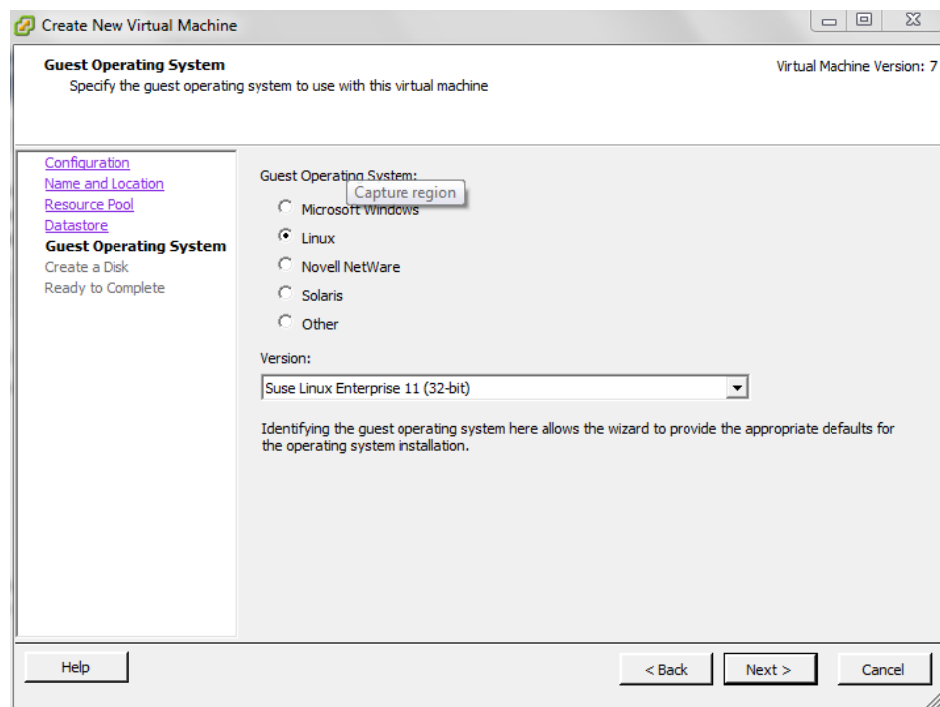 Create New Virtual Machine
Guest Operating System
Virtual Machine Version: 7
Specify the guest operating system to use with this virtual machine
Configuration
Name and Location
Resource Pool
Datastore
Guest Operating System
Create a Disk
Ready to Complete
Guest Operating System:
Capture region
Microsoft Windows
Linux
Novell NetWare
Solaris
Other
Version:
Suse Linux Enterprise 11 (32-bit)
Identifying the guest operating system here allows the wizard to provide the appropriate defaults for
the operating system installation.
Help
< Back
Next >
Cancel